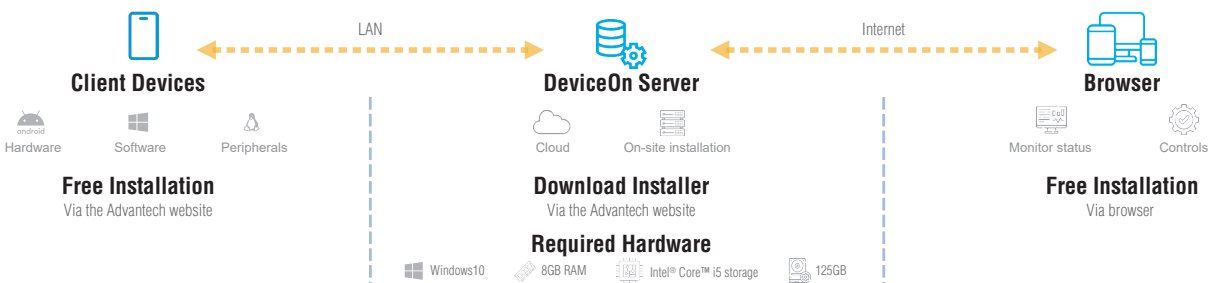 LAN
Internet
Client Devices
DeviceOn Server
Browser
android
Hardware
Software
Peripherals
Cloud
On-site installation
Monitor status
Controls
Free Installation
Via the Advantech website
Download Installer
Via the Advantech website
Free Installation
Via browser
Required Hardware
Windows10
8GB RAM
Intel® Core™ i5 storage
125GB